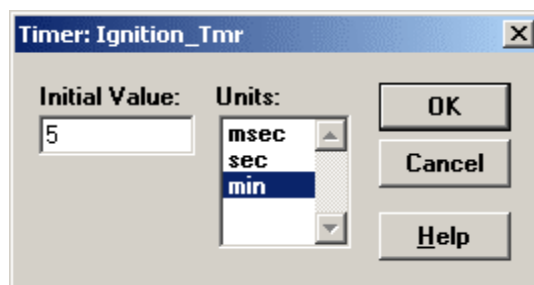 Timer: Ignition_Tmr
Initial Value:
5
Units:
msec
sec
min
OK
Cancel
Help